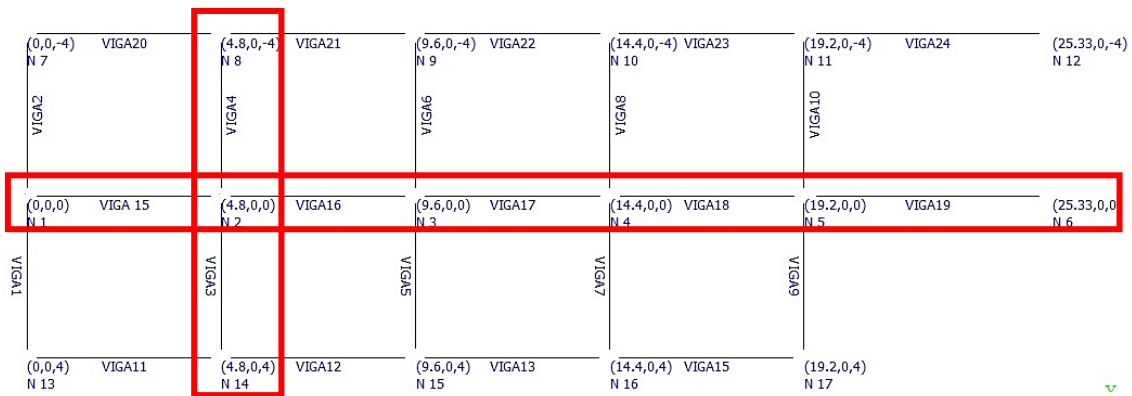 (0,0,-4) VIGA20 (4.8,0,-4) VIGA21 (9.6,0,-4) VIGA22 (14.4,0,-4) VIGA23 (19.2,0,-4) VIGA24 (25.33,0,-4)
N 7 N 8 N 9 N 10 N 11 N 12
VIGA2 VIGA4 VIGA6 VIGA8 VIGA10
(0,0,0) VIGA 15 (4.8,0,0) VIGA16 (9.6,0,0) VIGA17 (14.4,0,0) VIGA18 (19.2,0,0) VIGA19 (25.33,0,0
N 1 N 2 N 3 N 4 N 5 N 6
VIGA1 VIGA3 VIGA5 VIGA7 VIGA9
(0,0,4) VIGA11 (4.8,0,4) VIGA12 (9.6,0,4) VIGA13 (14.4,0,4) VIGA15 (19.2,0,4)
N 13 N 14 N 15 N 16 N 17